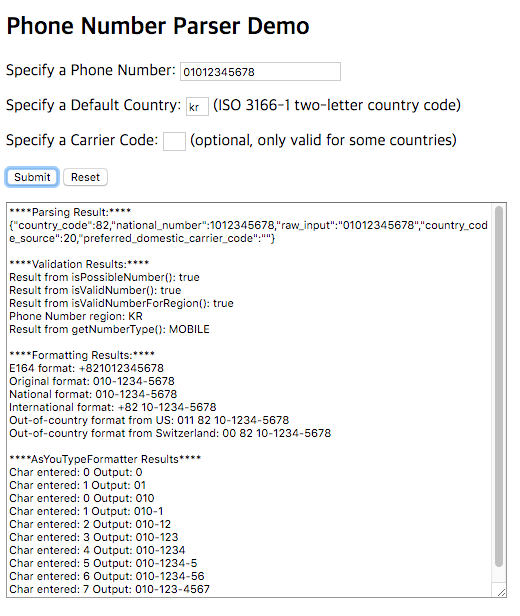 Phone Number Parser Demo
Specify a Phone Number: 01012345678
Specify a Default Country: kr (ISO 3166-1 two-letter country code)
Specify a Carrier Code: (optional, only valid for some countries)
Submit Reset
****Parsing Result:****
{"country_code":82,"national_number":1012345678,"raw_input":"01012345678","country_cod
e_source":20,"preferred_domestic_carrier_code":""}
****Validation Results:****
Result from isPossibleNumber(): true
Result from isValidNumber(): true
Result from isValidNumberForRegion(): true
Phone Number region: KR
Result from getNumberType(): MOBILE
****Formatting Results:****
E164 format: +821012345678
Original format: 010-1234-5678
National format: 010-1234-5678
International format: +82 10-1234-5678
Out-of-country format from US: 011 82 10-1234-5678
Out-of-country format from Switzerland: 00 82 10-1234-5678
****AsYouTypeFormatter Results****
Char entered: 0 Output: 0
Char entered: 1 Output: 01
Char entered: 0 Output: 010
Char entered: 1 Output: 010-1
Char entered: 2 Output: 010-12
Char entered: 3 Output: 010-123
Char entered: 4 Output: 010-1234
Char entered: 5 Output: 010-1234-5
Char entered: 6 Output: 010-1234-56
Char entered: 7 Output: 010-123-4567